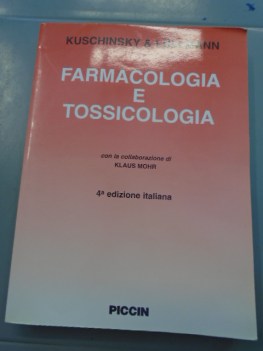 KUSCHINSKY &
FARMACOLOGIA
E
TOSSICOLOGIA
con la collaborazione di
KLAUS MOHR
4ª edizione italiana
PICCIN